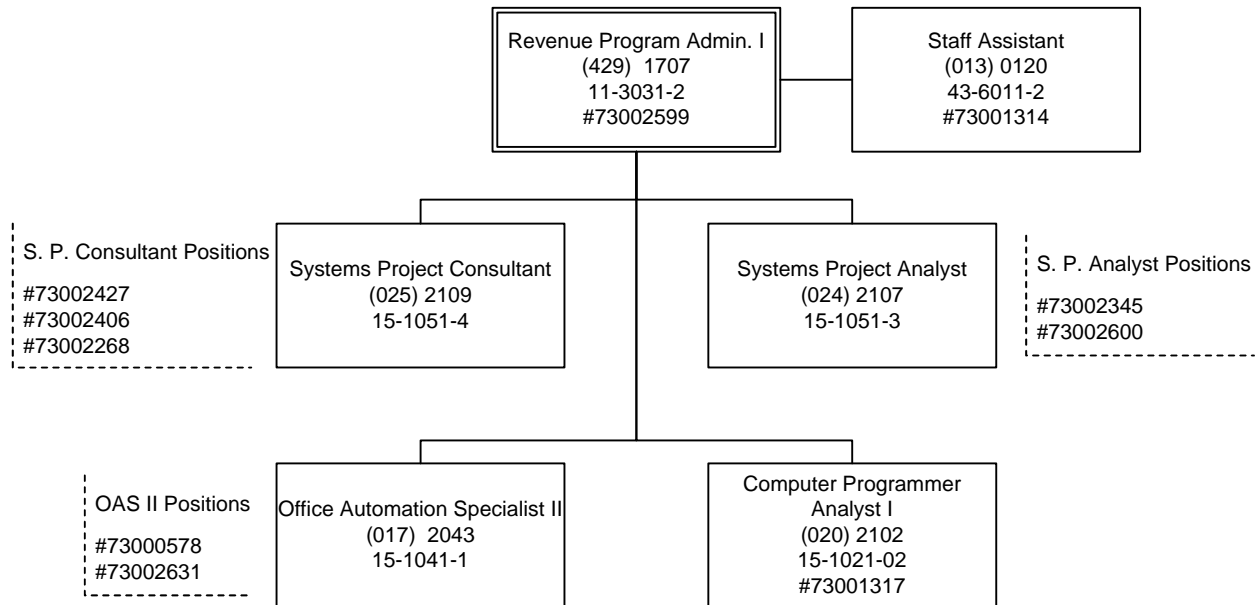 Revenue Program Admin. I
(429)  1707
11-3031-2
#73002599
Staff Assistant
(013) 0120
43-6011-2
#73001314
S. P. Consultant Positions
#73002427
#73002406
#73002268
Systems Project Consultant
(025) 2109
15-1051-4
Systems Project Analyst
(024) 2107
15-1051-3
S. P. Analyst Positions
#73002345
#73002600
OAS II Positions
#73000578
#73002631
Office Automation Specialist II
(017)  2043
15-1041-1
Computer Programmer
Analyst I
(020) 2102
15-1021-02
#73001317